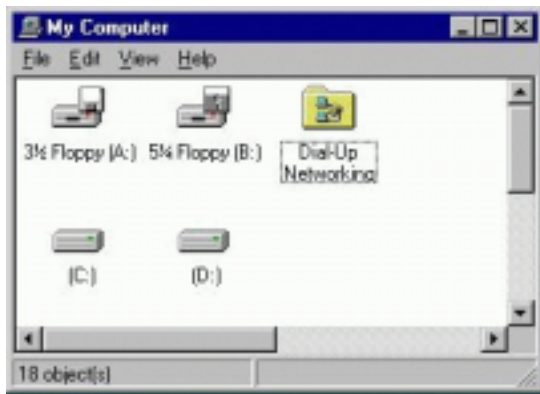 My Computer
File Edit View Help
3½ Floppy (A:) 5¼ Floppy (B:) Dial-Up
Networking
(C:) (D:)
18 object(s)